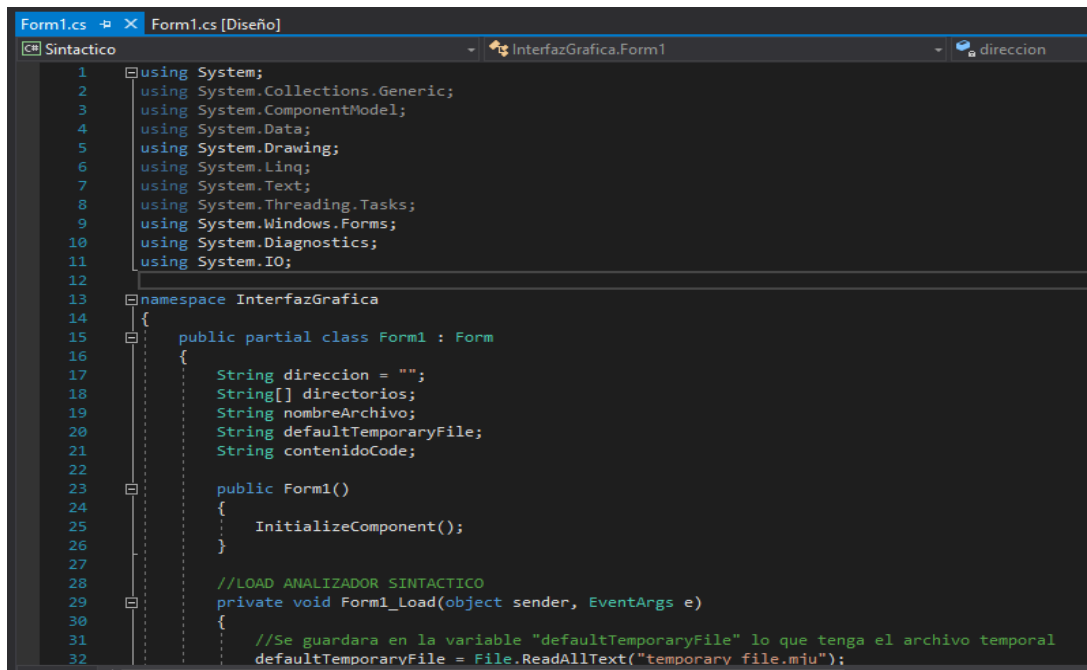 Form1.cs Form1.cs [Diseño]
C# Sintactico InterfazGrafica.Form1 direccion
1 using System;
2 using System.Collections.Generic;
3 using System.ComponentModel;
4 using System.Data;
5 using System.Drawing;
6 using System.Linq;
7 using System.Text;
8 using System.Threading.Tasks;
9 using System.Windows.Forms;
10 using System.Diagnostics;
11 using System.IO;
12
13 namespace InterfazGrafica
14 {
15 public partial class Form1 : Form
16 {
17 String direccion = "";
18 String[] directorios;
19 String nombreArchivo;
20 String defaultTemporaryFile;
21 String contenidoCode;
22
23 public Form1()
24 {
25 InitializeComponent();
26 }
27
28 //LOAD ANALIZADOR SINTACTICO
29 private void Form1_Load(object sender, EventArgs e)
30 {
31 //Se guardara en la variable "defaultTemporaryFile" lo que tenga el archivo temporal
32 defaultTemporaryFile = File.ReadAllText("temporary_file.mju");